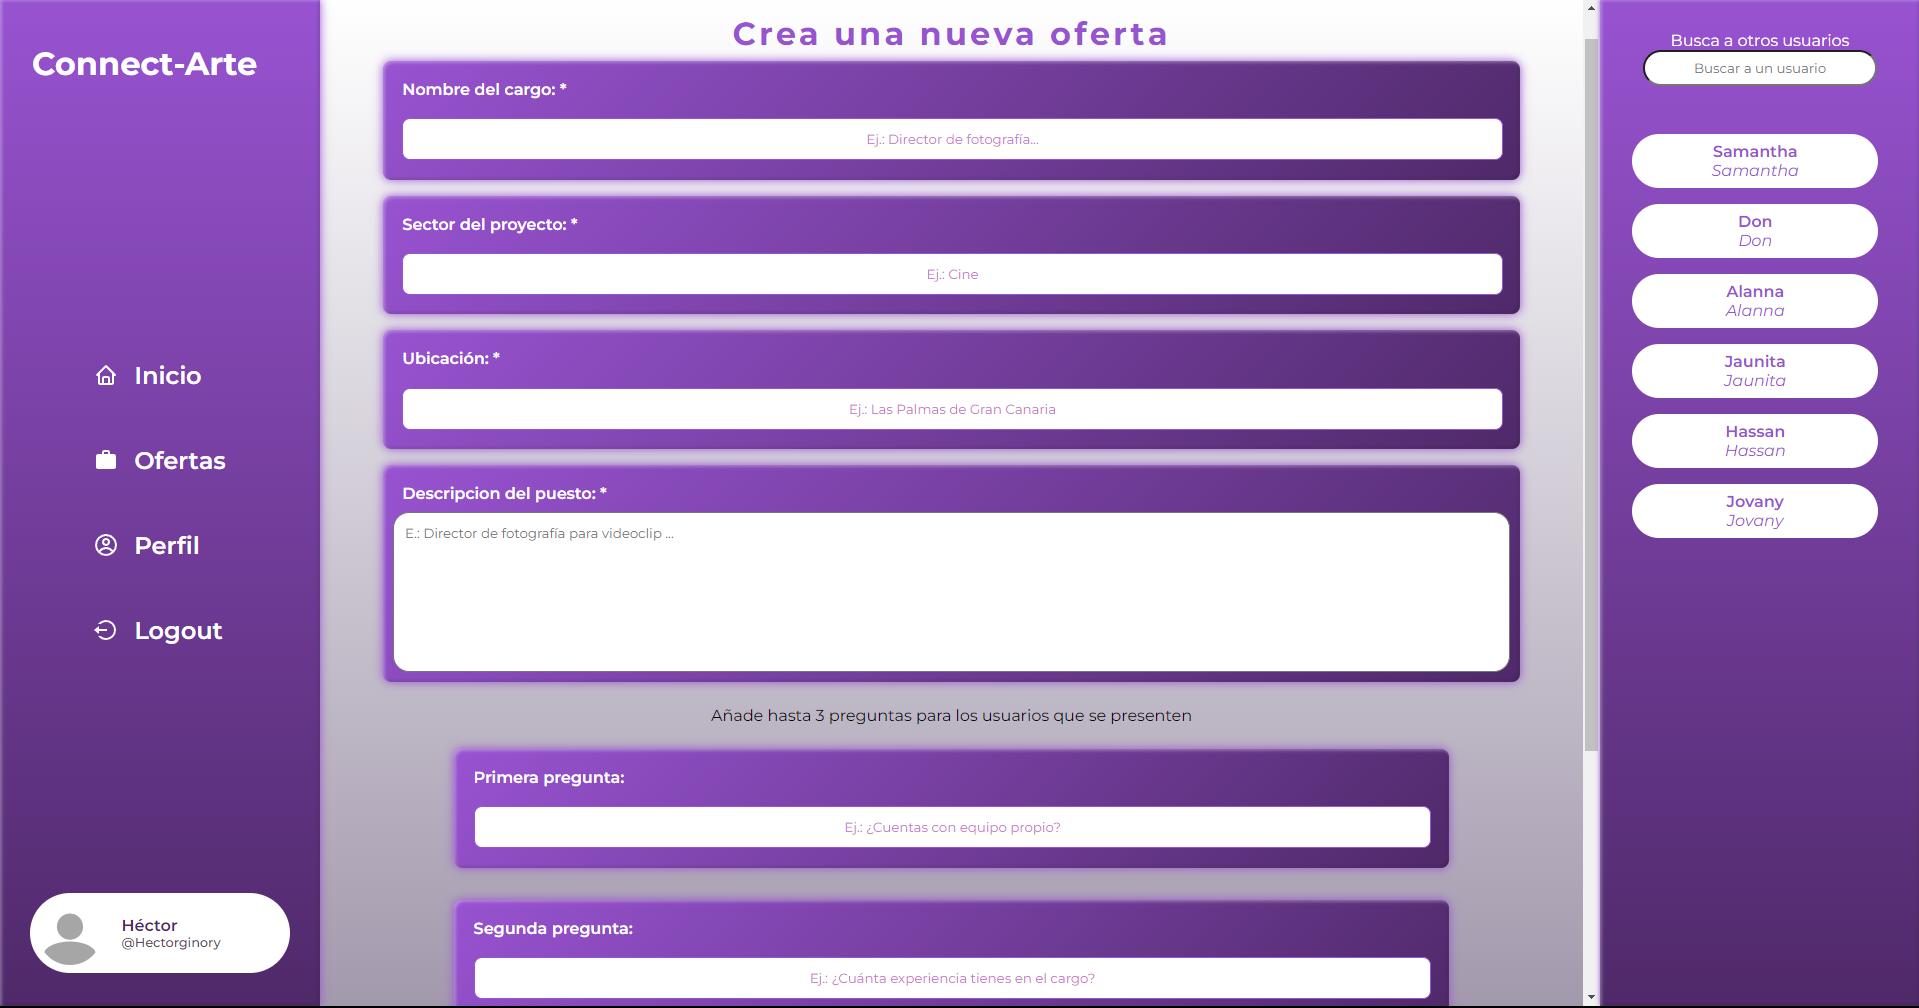 Connect-Arte
Inicio
Ofertas
Perfil
Logout
Héctor
@Hectorginory
Crea una nueva oferta
Nombre del cargo: *
Ej.: Director de fotografía...
Sector del proyecto: *
Ej.: Cine
Ubicación: *
Ej.: Las Palmas de Gran Canaria
Descripcion del puesto: *
E.: Director de fotografía para videoclip ...
Añade hasta 3 preguntas para los usuarios que se presenten
Primera pregunta:
Ej.: ¿Cuentas con equipo propio?
Segunda pregunta:
Ej.: ¿Cuánta experiencia tienes en el cargo?
Busca a otros usuarios
Buscar a un usuario
Samantha
Samantha
Don
Don
Alanna
Alanna
Jaunita
Jaunita
Hassan
Hassan
Jovany
Jovany